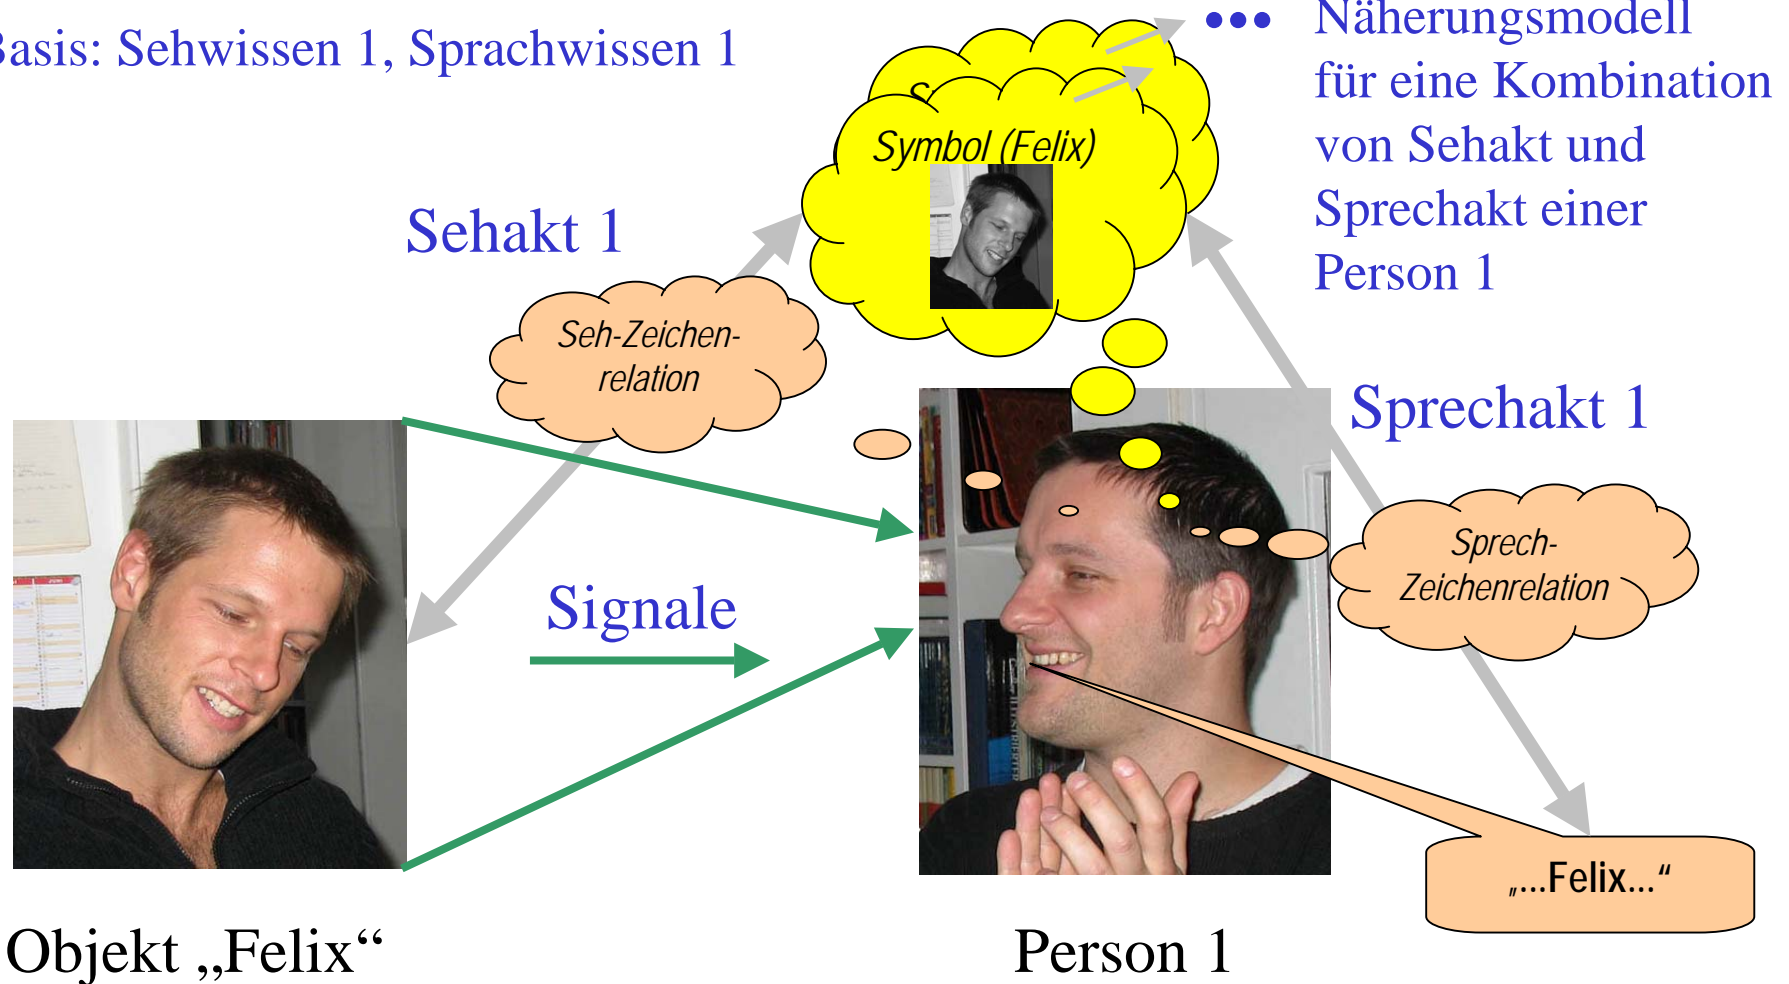 Basis: Sehwissen 1, Sprachwissen 1
••• Näherungsmodell
für eine Kombination
von Sehakt und
Sprechakt einer
Person 1
Symbol (Felix)
Sehakt 1
Seh-Zeichen-
relation
Sprechakt 1
Signale
Sprech-
Zeichenrelation
„...Felix...“
Objekt „Felix“
Person 1